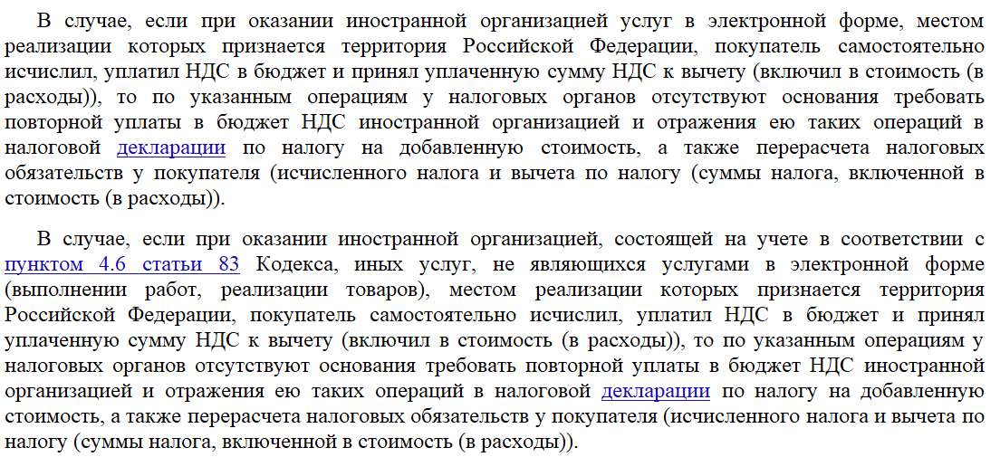 В случае, если при оказании иностранной организацией услуг в электронной форме, местом
реализации которых признается территория Российской Федерации, покупатель самостоятельно
исчислил, уплатил НДС в бюджет и принял уплаченную сумму НДС к вычету (включил в стоимость (в
расходы)), то по указанным операциям у налоговых органов отсутствуют основания требовать
повторной уплаты в бюджет НДС иностранной организацией и отражения ею таких операций в
налоговой декларации по налогу на добавленную стоимость, а также перерасчета налоговых
обязательств у покупателя (исчисленного налога и вычета по налогу (суммы налога, включенной в
стоимость (в расходы)).
В случае, если при оказании иностранной организацией, состоящей на учете в соответствии с
пунктом 4.6 статьи 83 Кодекса, иных услуг, не являющихся услугами в электронной форме
(выполнении работ, реализации товаров), местом реализации которых признается территория
Российской Федерации, покупатель самостоятельно исчислил, уплатил НДС в бюджет и принял
уплаченную сумму НДС к вычету (включил в стоимость (в расходы)), то по указанным операциям у
налоговых органов отсутствуют основания требовать повторной уплаты в бюджет НДС иностранной
организацией и отражения ею таких операций в налоговой декларации по налогу на добавленную
стоимость, а также перерасчета налоговых обязательств у покупателя (исчисленного налога и вычета по
налогу (суммы налога, включенной в стоимость (в расходы)).